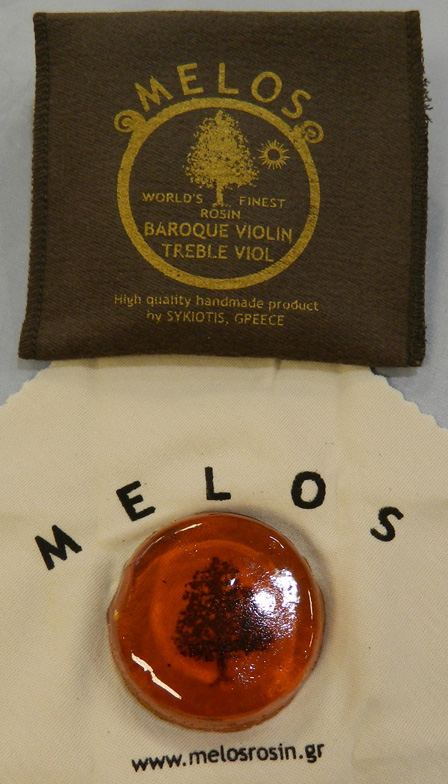 MELOS
WORLD'S FINEST
ROSIN
BAROQUE VIOLIN
TREBLE VIOL
High quality handmade product
by SYKIOTIS, GREECE
MELOS
www.melosrosin.gr